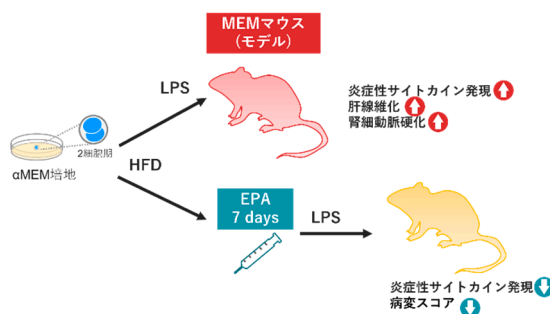 MEMマウス
(モデル)
LPS
炎症性サイトカイン発現
肝線維化
腎細動脈硬化
2細胞期
αMEM培地
HFD
EPA
7 days
LPS
炎症性サイトカイン発現
病変スコア